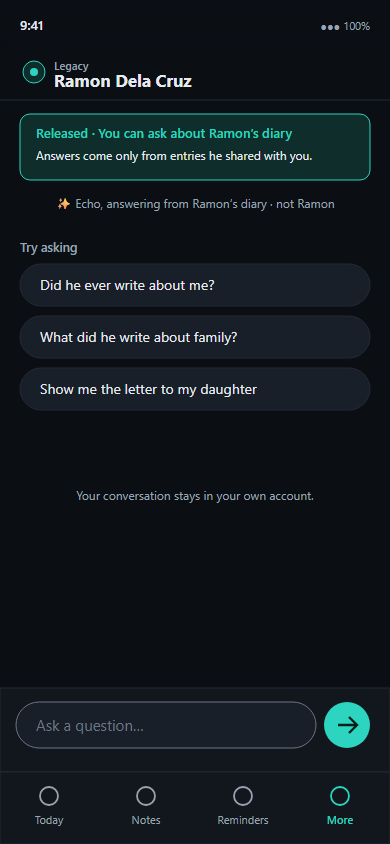 9:41
●●● 100%
Legacy
Ramon Dela Cruz
Released · You can ask about Ramon's diary
Answers come only from entries he shared with you.
✨ Echo, answering from Ramon's diary · not Ramon
Try asking
Did he ever write about me?
What did he write about family?
Show me the letter to my daughter
Your conversation stays in your own account.
Ask a question...
Today
Notes
Reminders
More